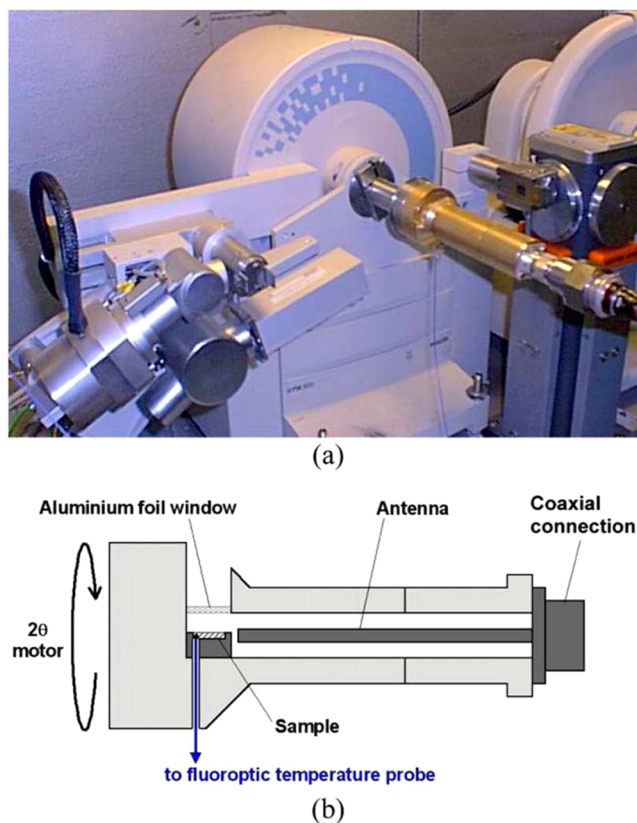 (a)
Aluminium foil window
Antenna
Coaxial
connection
2θ
motor
Sample
to fluoroptic temperature probe
(b)